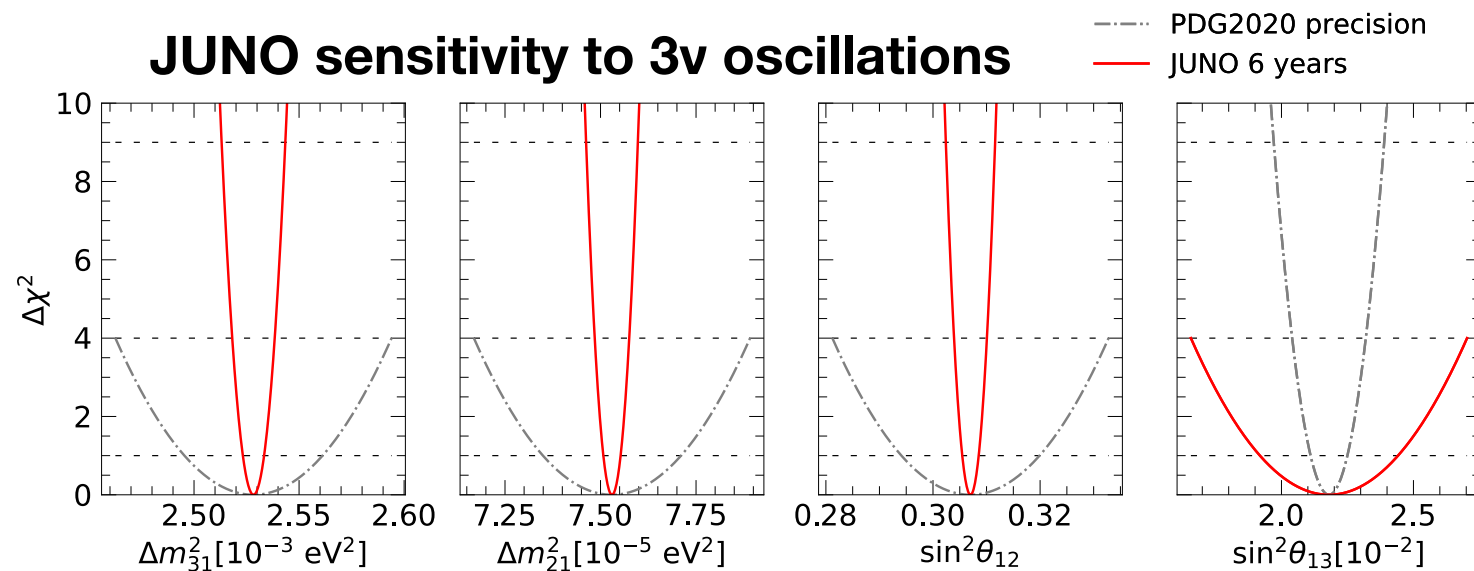 JUNO sensitivity to 3v oscillations
PDG2020 precision
JUNO 6 years
Δχ²
10
8
6
4
2
0
2.50 2.55 2.60
Δm²₃₁[10⁻³ eV²]
7.25 7.50 7.75
Δm²₂₁[10⁻⁵ eV²]
0.28 0.30 0.32
sin²θ₁₂
2.0 2.5
sin²θ₁₃[10⁻²]